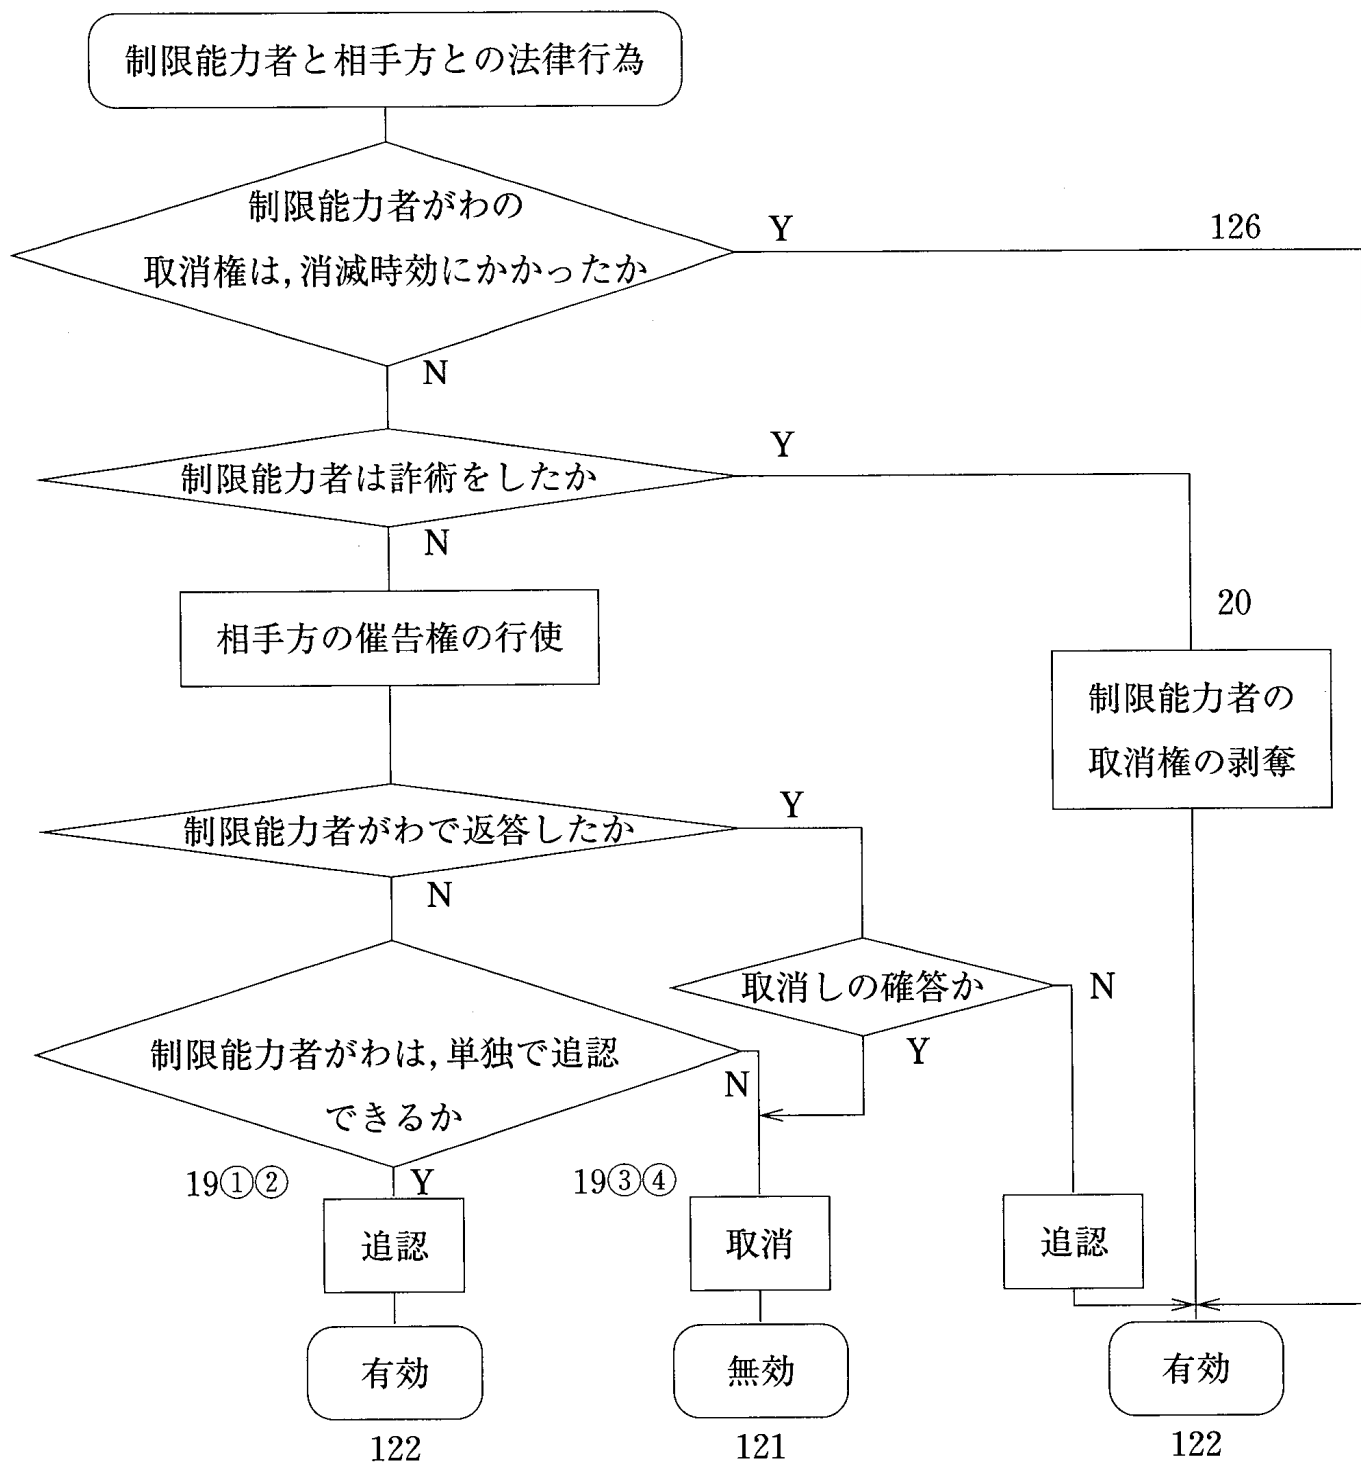 制限能力者と相手方との法律行為
制限能力者がわの
取消権は,消滅時効にかかったか
Y
126
N
制限能力者は詐術をしたか
Y
N
20
相手方の催告権の行使
制限能力者の
取消権の剥奪
制限能力者がわで返答したか
Y
N
取消しの確答か
N
Y
制限能力者がわは,単独で追認
できるか
N
19①②
Y
19③④
追認
取消
追認
有効
無効
有効
122
121
122